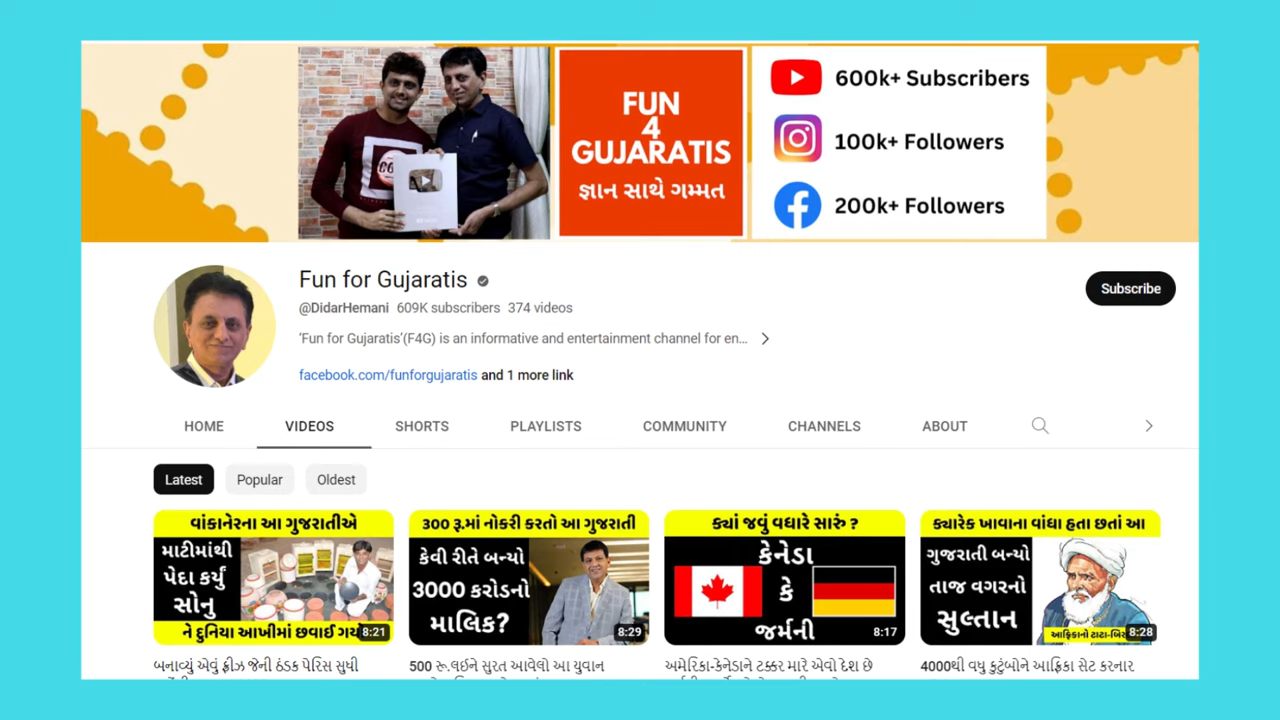 FUN
4
GUJARATIS
જ્ઞાન સાથે ગમ્મત
600k+ Subscribers
100k+ Followers
200k+ Followers
Fun for Gujaratis
@DidarHemani 609K subscribers 374 videos
‘Fun for Gujaratis’(F4G) is an informative and entertainment channel for en...
facebook.com/funforgujaratis and 1 more link
Subscribe
HOME VIDEOS SHORTS PLAYLISTS COMMUNITY CHANNELS ABOUT
Latest Popular Oldest
વાંકાનેરના આ ગુજરાતીએ
માટીમાંથી
પેદા કર્યું
સોનુ
ને દુનિયા આખીમાં છવાઈ
8:21
બનાવ્યું એવું ફ્રીઝ જેની ઠંડક પેરિસ સુધી
300 રૂ.માં નોકરી કરતો આ ગુજરાતી
કેવી રીતે બન્યો
3000 કરોડનો
માલિક?
8:29
500 રૂ.લઈને સુરત આવેલો આ યુવાન
ક્યાં જવું વધારે સારું ?
કેનેડા
કે
જર્મની
8:17
અમેરિકા-કેનેડાને ટક્કર મારે એવો દેશ છે
ક્યારેક ખાવાના વાંધા હતા છતાં આ
ગુજરાતી બન્યો
તાજ વગરનો
સુલ્તાન
આફ્રિકાનો ટાટા-બિર
8:28
4000થી વધુ કુટુંબોને આફ્રિકા સેટ કરનાર